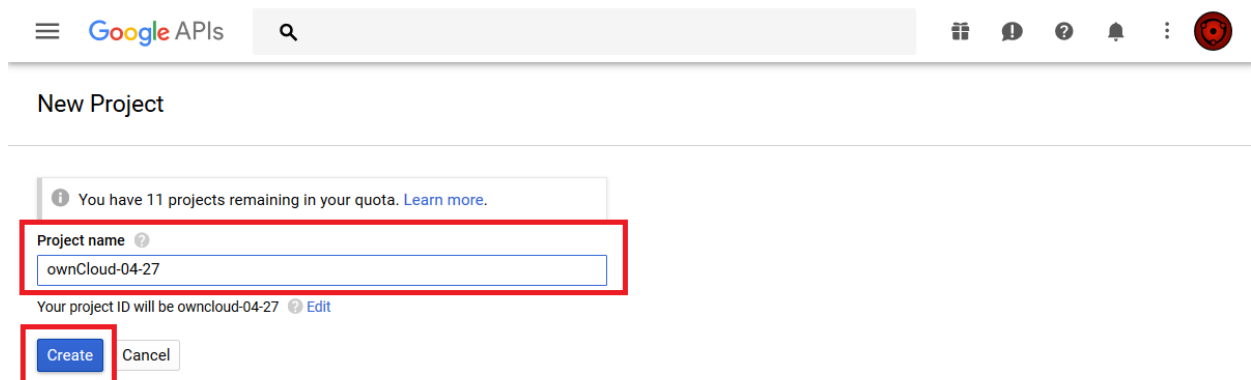 Google APIs
New Project
You have 11 projects remaining in your quota. Learn more.
Project name
ownCloud-04-27
Your project ID will be owncloud-04-27 Edit
Create Cancel